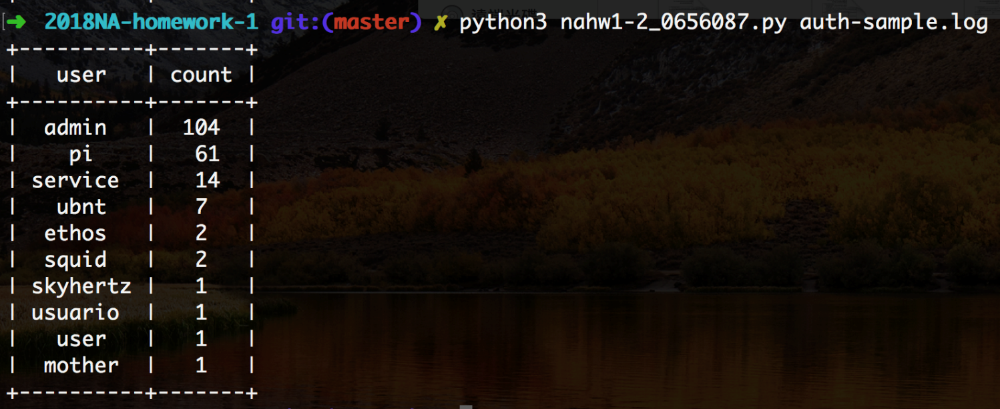 ➜ 2018NA-homework-1 git:(master) ✗ python3 nahw1-2_0656087.py auth-sample.log
+----------+-------+
|   user   | count |
+----------+-------+
|  admin   |  104  |
|    pi    |   61  |
| service  |   14  |
|   ubnt   |   7   |
|  ethos   |   2   |
|  squid   |   2   |
| skyhertz |   1   |
| usuario  |   1   |
|   user   |   1   |
|  mother  |   1   |
+----------+-------+